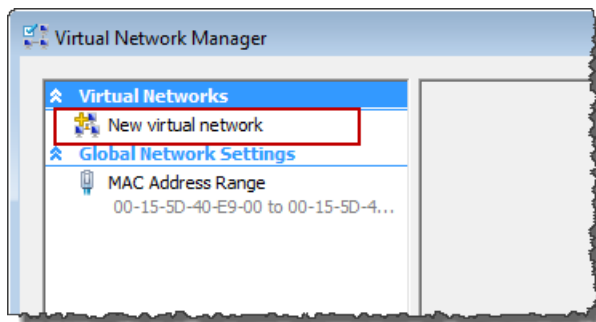 Virtual Network Manager
Virtual Networks
New virtual network
Global Network Settings
MAC Address Range
00-15-5D-40-E9-00 to 00-15-5D-4...